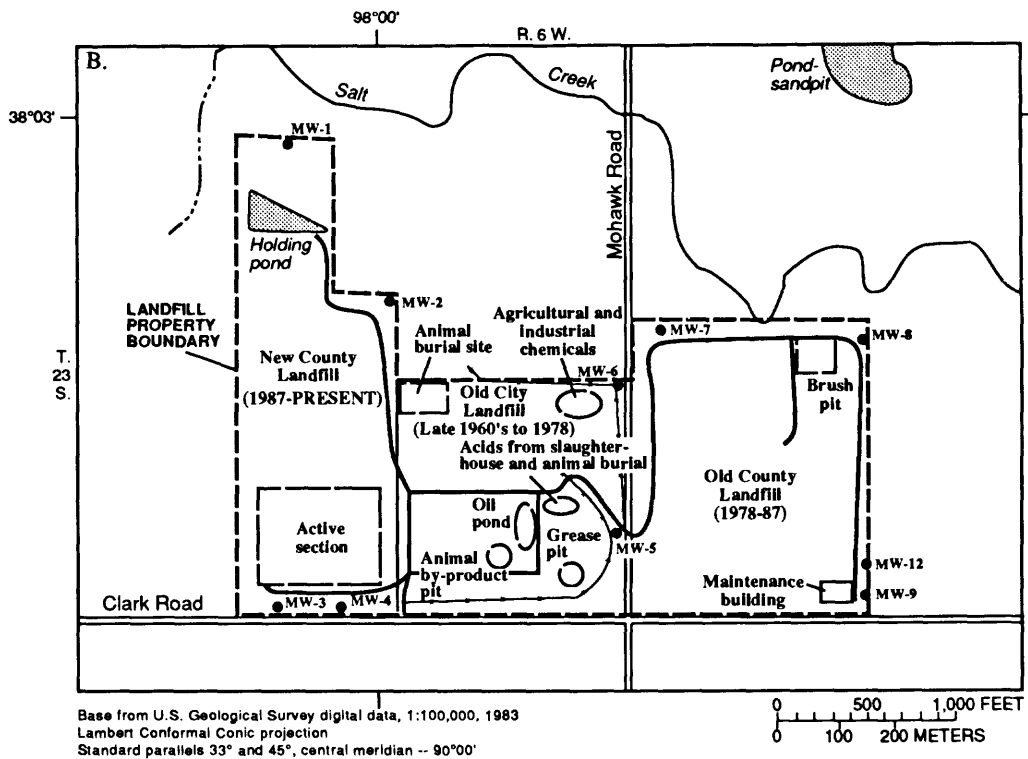 98°00'
R. 6 W.
B.
Pond-
sandpit
Salt
Creek
38°03'
MW-1
Mohawk Road
Holding
pond
MW-2
LANDFILL
PROPERTY
BOUNDARY
Animal
burial site
Agricultural and
industrial
chemicals
MW-7
MW-8
T.
23
S.
New County
Landfill
(1987-PRESENT)
MW-6
Old City
Landfill
(Late 1960's to 1978)
Brush
pit
Acids from slaughter-
house and animal burial
Old County
Landfill
(1978-87)
Active
section
Oil
pond
Grease
pit
MW-5
Animal
by-product
pit
MW-12
Maintenance
building
MW-9
Clark Road
MW-3
MW-4
Base from U.S. Geological Survey digital data, 1:100,000, 1983
Lambert Conformal Conic projection
Standard parallels 33° and 45°, central meridian -- 90°00'
0 500 1,000 FEET
0 100 200 METERS